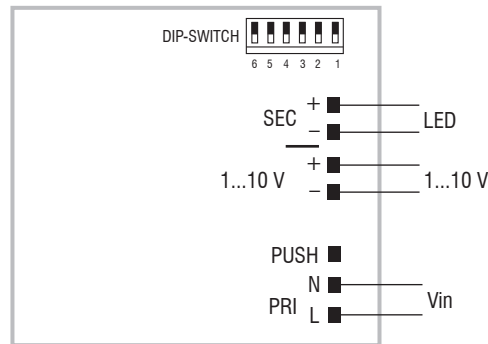 DIP-SWITCH
6 5 4 3 2 1
SEC + − LED
1...10 V + − 1...10 V
PUSH
PRI N L Vin